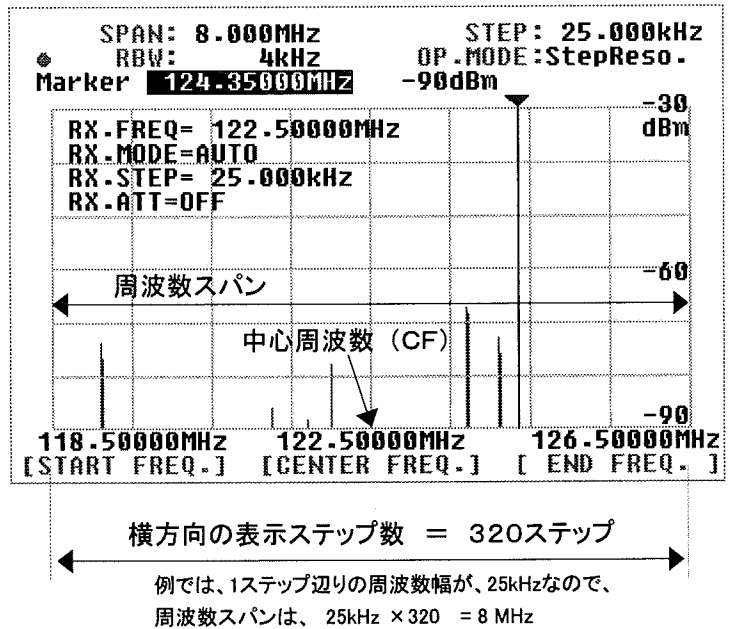 SPAN: 8.000MHz STEP: 25.000kHz
RBW: 4kHz OP.MODE:StepReso.
Marker 124.35000MHz -90dBm
-30
RX.FREQ= 122.50000MHz dBm
RX.MODE=AUTO
RX.STEP= 25.000kHz
RX.ATT=OFF
-60
周波数スパン
中心周波数 (CF)
-90
118.50000MHz 122.50000MHz 126.50000MHz
[START FREQ.] [CENTER FREQ.] [ END FREQ. ]
横方向の表示ステップ数 = 320ステップ
例では、1ステップ辺りの周波数幅が、25kHzなので、
周波数スパンは、 25kHz ×320 = 8 MHz